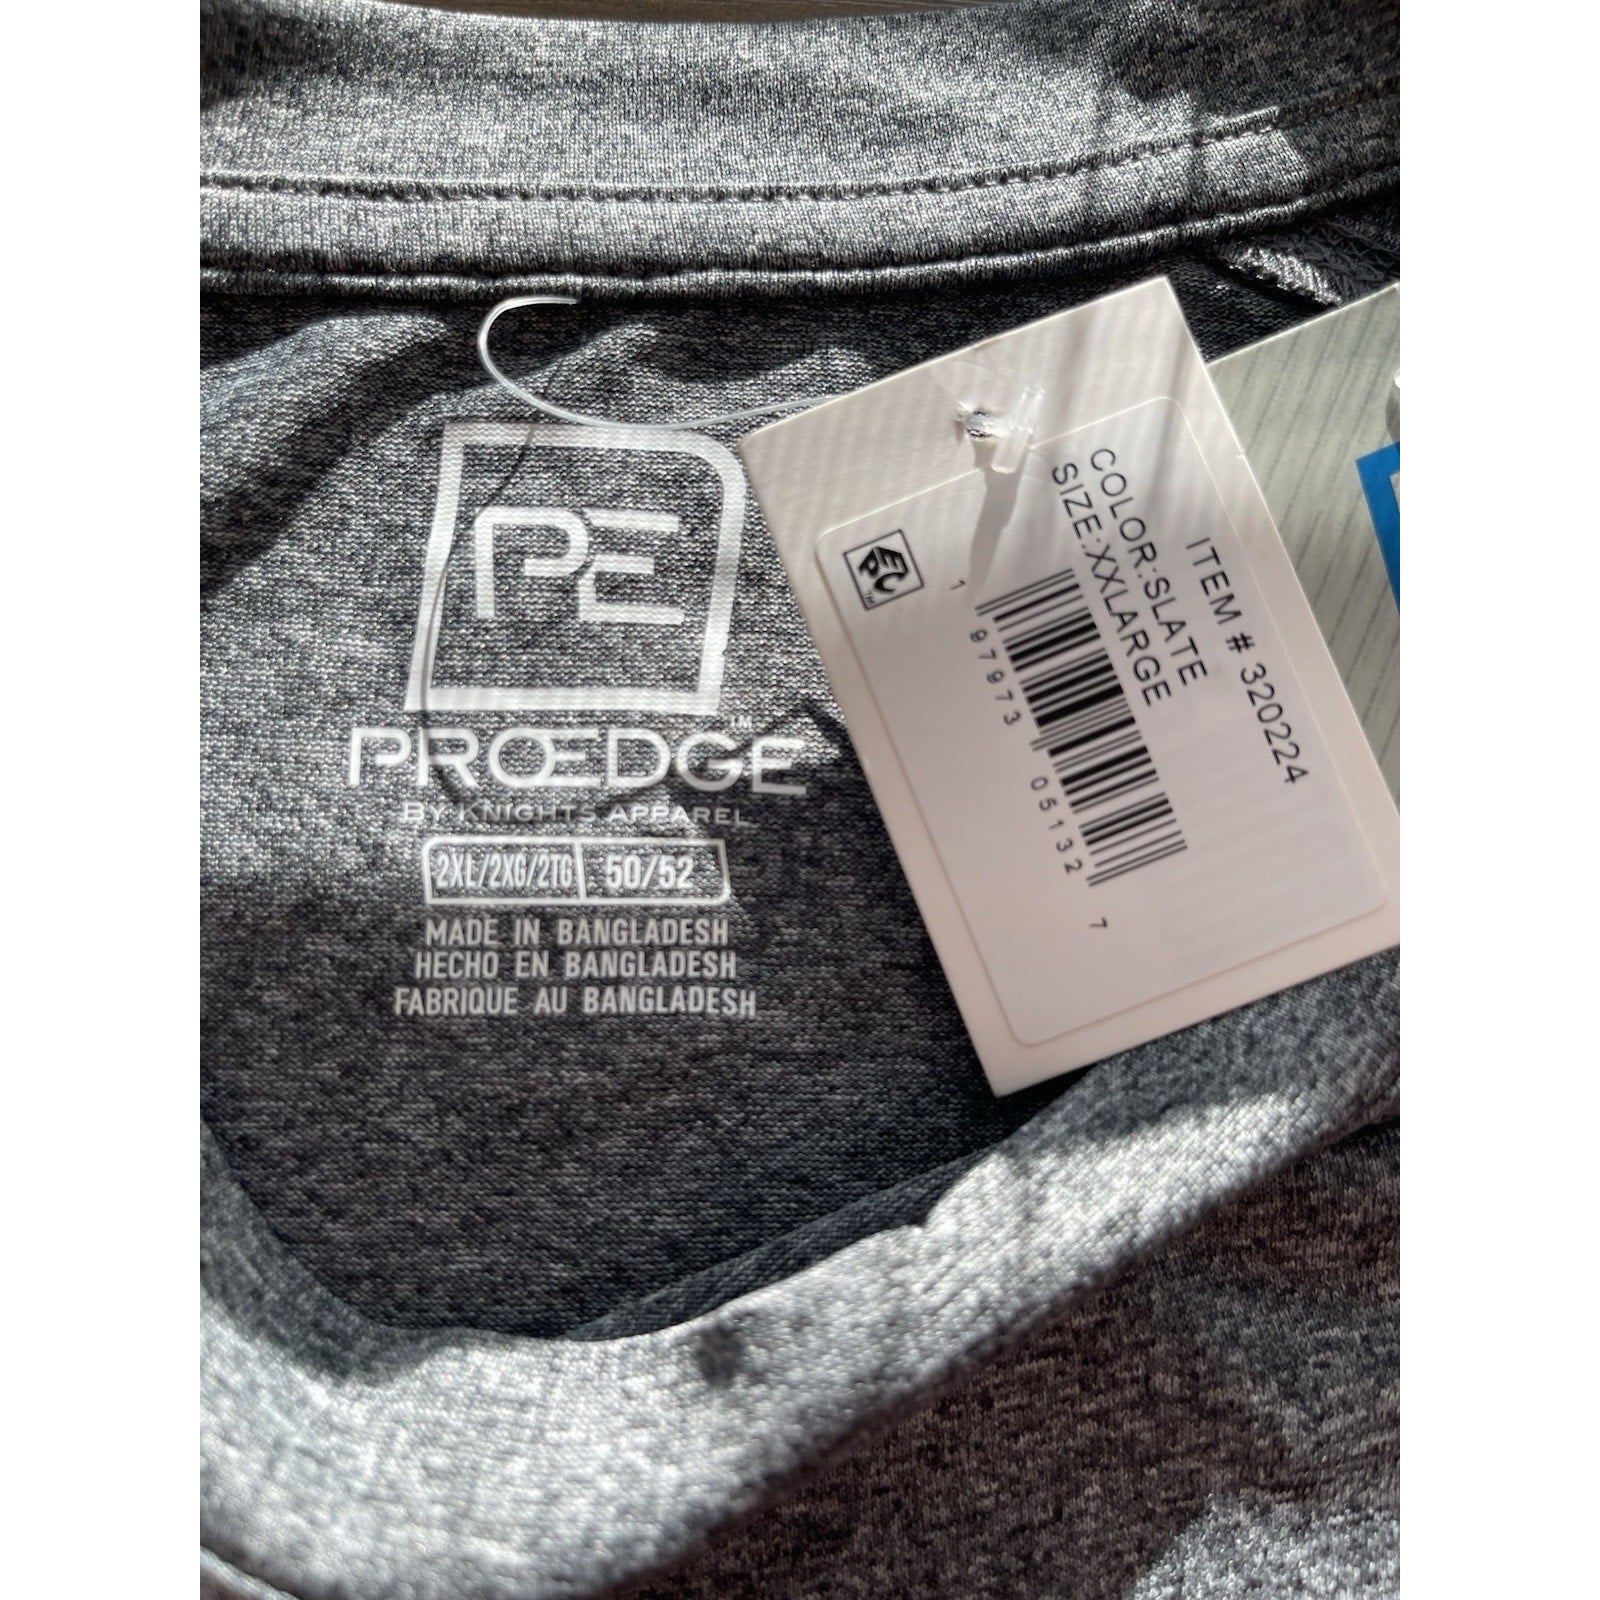 PE
PROEDGE™
BY KNIGHTS APPAREL
2XL/2XG/2TG 50/52
MADE IN BANGLADESH
HECHO EN BANGLADESH
FABRIQUE AU BANGLADESH
ITEM # 320224
COLOR:SLATE
SIZE:XXLARGE
EPC™
1 97973 05132 7